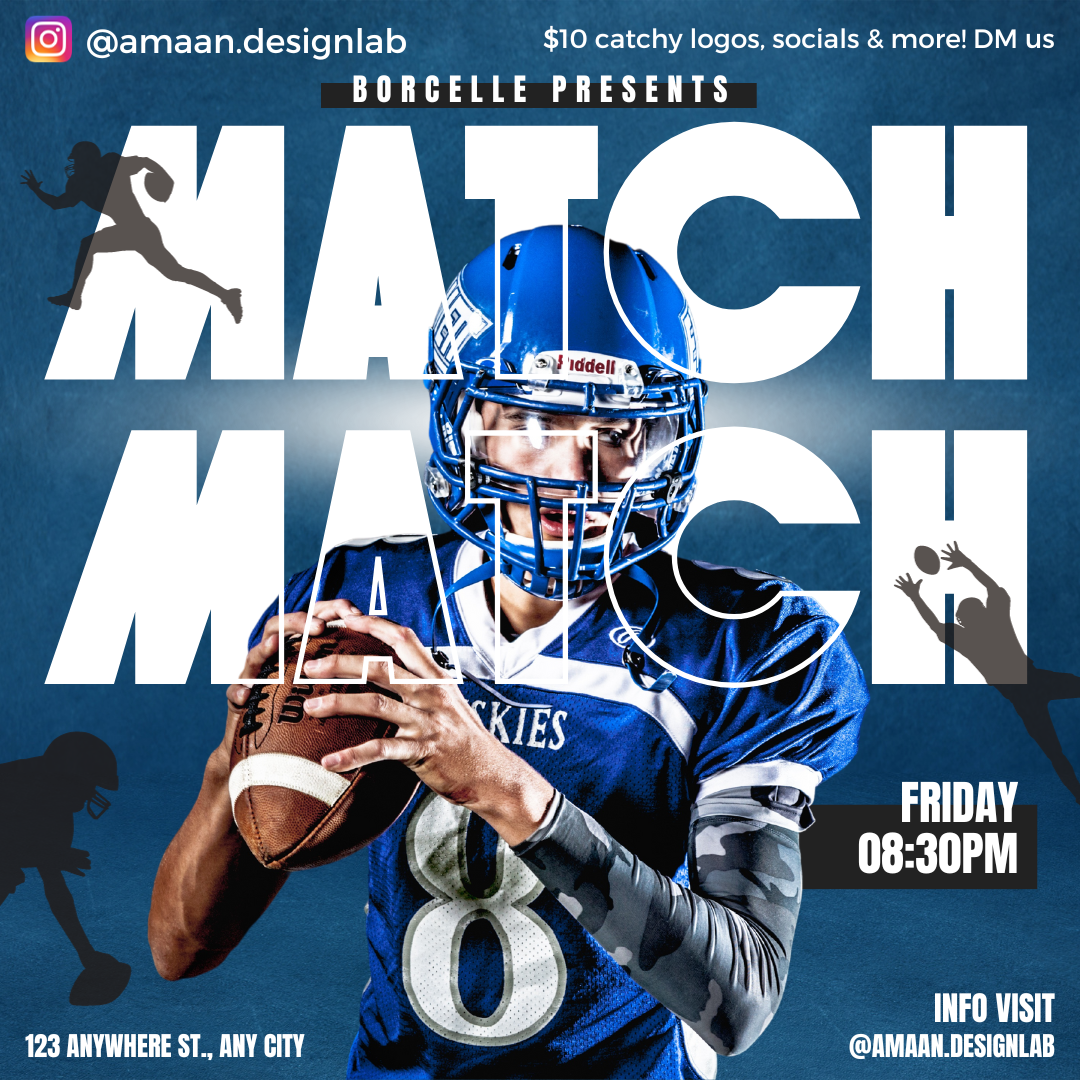 @amaan.designlab
$10 catchy logos, socials & more! DM us
BORCELLE PRESENTS
MATCH
Riddell
MATCH
SKIES
8
FRIDAY
08:30PM
INFO VISIT
123 ANYWHERE ST., ANY CITY
@AMAAN.DESIGNLAB